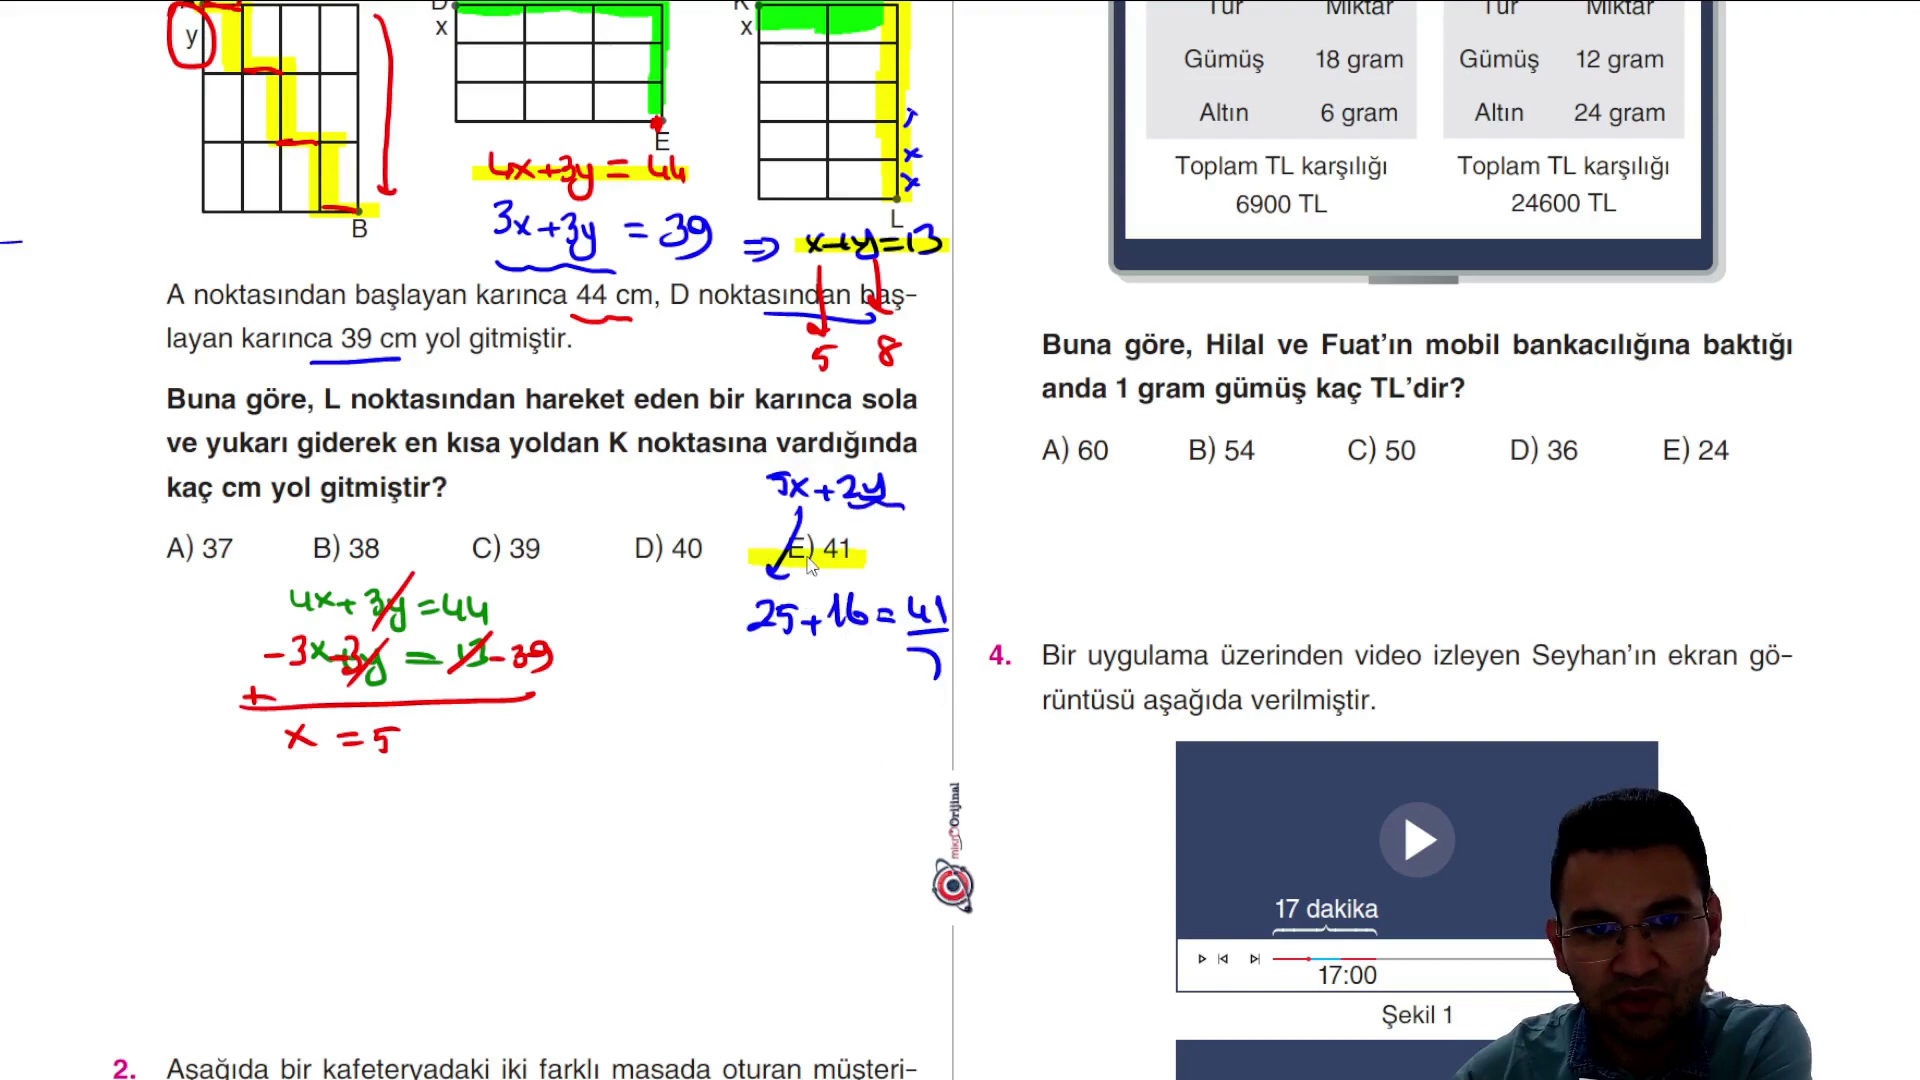 y
B
D
x
E
4x+3y = 44
3x+3y = 39 ⇒ x+y=13
5 8
K
x
x
x
L
A noktasından başlayan karınca 44 cm, D noktasından baş-
layan karınca 39 cm yol gitmiştir.
Buna göre, L noktasından hareket eden bir karınca sola
ve yukarı giderek en kısa yoldan K noktasına vardığında
kaç cm yol gitmiştir?
5x+2y
A) 37 B) 38 C) 39 D) 40 E) 41
25+16=41
4x+3y=44
-3x-3y = 13 -39
+
x = 5
2. Aşağıda bir kafeteryadaki iki farklı masada oturan müşteri-
mikro Orijinal
Tür Miktar
Gümüş 18 gram
Altın 6 gram
Toplam TL karşılığı
6900 TL
Tür Miktar
Gümüş 12 gram
Altın 24 gram
Toplam TL karşılığı
24600 TL
Buna göre, Hilal ve Fuat'ın mobil bankacılığına baktığı
anda 1 gram gümüş kaç TL'dir?
A) 60 B) 54 C) 50 D) 36 E) 24
4. Bir uygulama üzerinden video izleyen Seyhan'ın ekran gö-
rüntüsü aşağıda verilmiştir.
17 dakika
17:00
Şekil 1